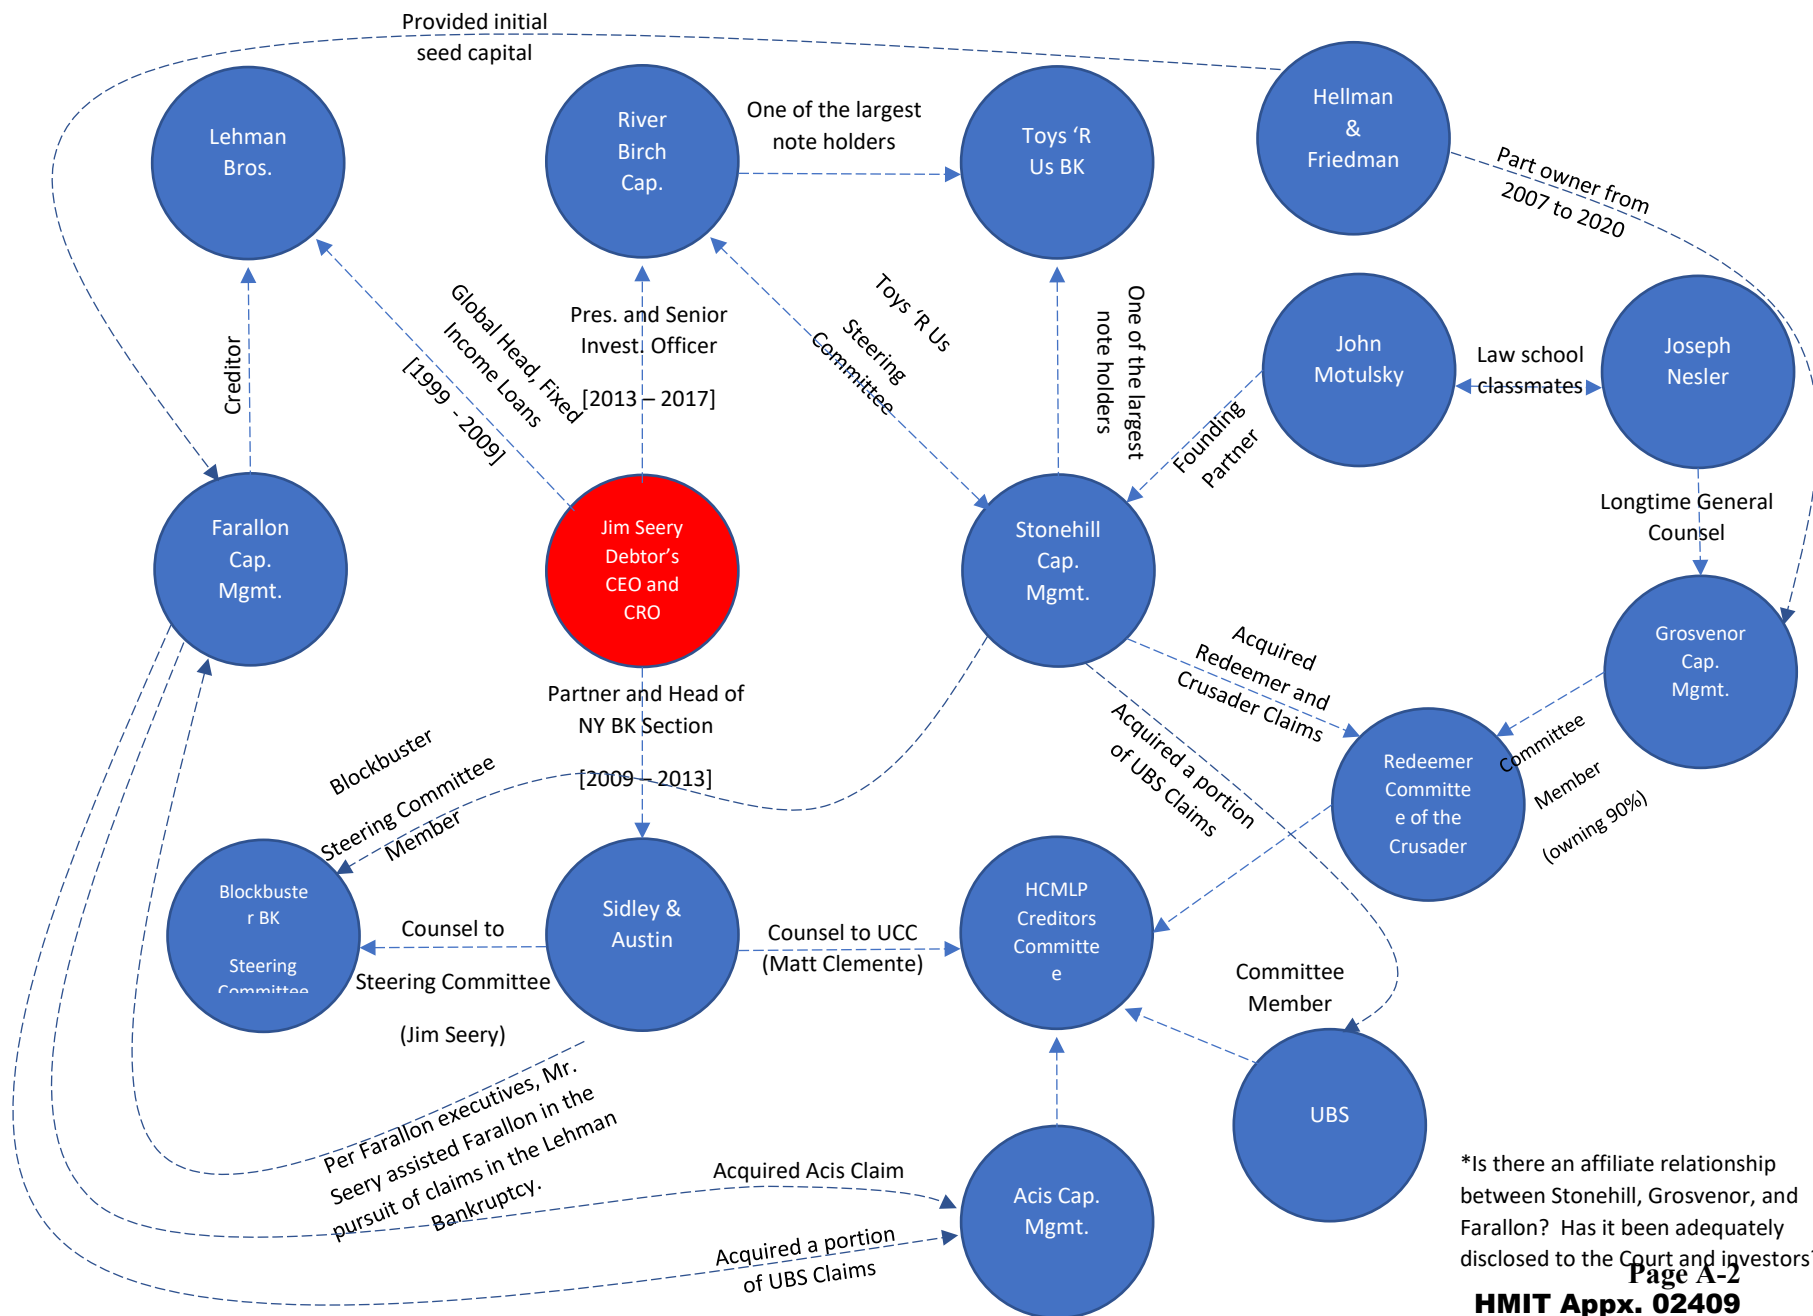 Provided initial
seed capital
Lehman
Bros.
River
Birch
Cap.
One of the largest
note holders
Toys ‘R
Us BK
Hellman
&
Friedman
Part owner from
2007 to 2020
Creditor
Global Head, Fixed
Income Loans
[1999 - 2009]
Pres. and Senior
Invest. Officer
[2013 – 2017]
Toys ‘R Us
Steering
Committee
One of the largest
note holders
John
Motulsky
Law school
classmates
Joseph
Nesler
Founding
Partner
Longtime General
Counsel
Farallon
Cap.
Mgmt.
Jim Seery
Debtor’s
CEO and
CRO
Stonehill
Cap.
Mgmt.
Grosvenor
Cap.
Mgmt.
Acquired
Redeemer and
Crusader Claims
Acquired a portion
of UBS Claims
Partner and Head of
NY BK Section
[2009 – 2013]
Blockbuster
Steering Committee
Member
Redeemer
Committe
e of the
Crusader
Committee
Member
(owning 90%)
Blockbuste
r BK
Steering
Committee
Counsel to
Steering Committee
(Jim Seery)
Sidley &
Austin
Counsel to UCC
(Matt Clemente)
HCMLP
Creditors
Committe
e
Committee
Member
UBS
Per Farallon executives, Mr.
Seery assisted Farallon in the
pursuit of claims in the Lehman
Bankruptcy.
Acquired Acis Claim
Acquired a portion
of UBS Claims
Acis Cap.
Mgmt.
*Is there an affiliate relationship
between Stonehill, Grosvenor, and
Farallon? Has it been adequately
disclosed to the Court and investors?
Page A-2
HMIT Appx. 02409